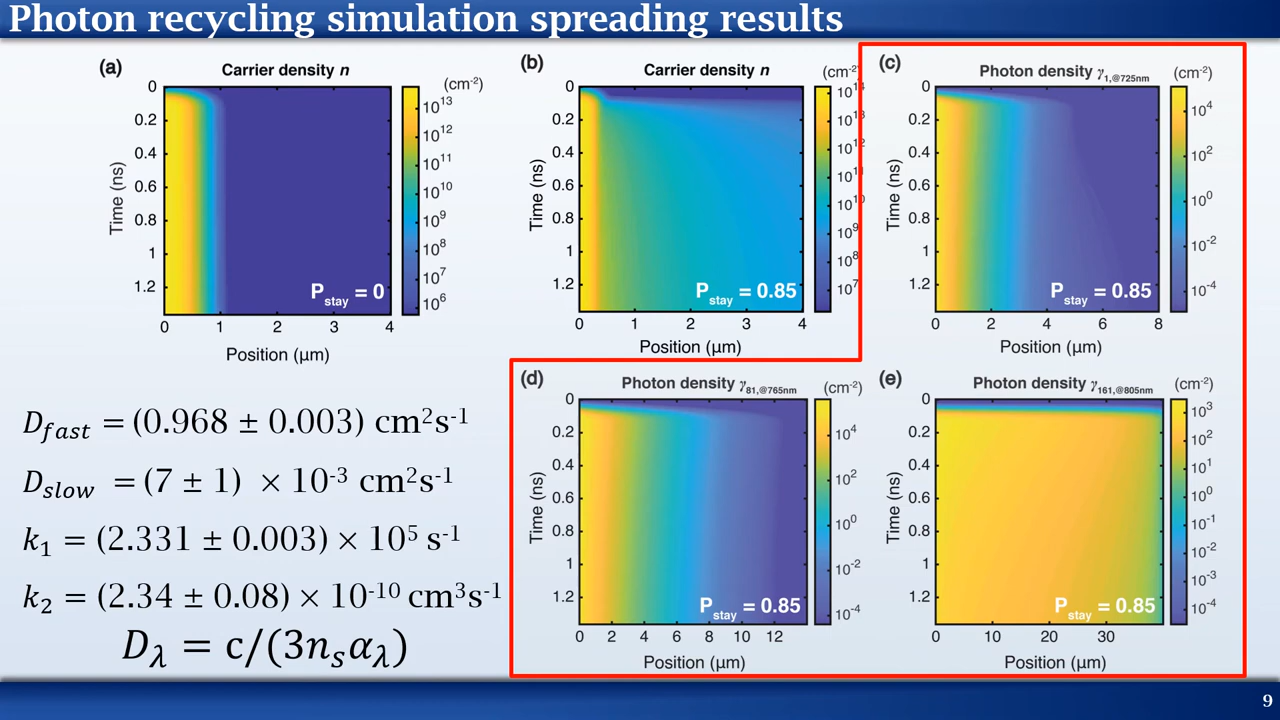 Photon recycling simulation spreading results
(a)
Carrier density n
(cm⁻²)
10¹³
10¹²
10¹¹
10¹⁰
10⁹
10⁸
10⁷
10⁶
0
0.2
0.4
0.6
0.8
1
1.2
Time (ns)
P_stay = 0
0 1 2 3 4
Position (μm)
(b)
Carrier density n
(cm⁻²
10¹⁴
10¹³
10¹²
10¹¹
10¹⁰
10⁹
10⁸
10⁷
0
0.2
0.4
0.6
0.8
1
1.2
Time (ns)
P_stay = 0.85
0 1 2 3 4
Position (μm)
(c)
Photon density γ₁,@725nm
(cm⁻²)
10⁴
10²
10⁰
10⁻²
10⁻⁴
0
0.2
0.4
0.6
0.8
1
1.2
Time (ns)
P_stay = 0.85
0 2 4 6 8
Position (μm)
D_fast = (0.968 ± 0.003) cm²s⁻¹
D_slow = (7 ± 1) × 10⁻³ cm²s⁻¹
k₁ = (2.331 ± 0.003) × 10⁵ s⁻¹
k₂ = (2.34 ± 0.08) × 10⁻¹⁰ cm³s⁻¹
D_λ = c/(3n_sα_λ)
(d)
Photon density γ₈₁,@765nm
(cm⁻²)
10⁴
10²
10⁰
10⁻²
10⁻⁴
0
0.2
0.4
0.6
0.8
1
1.2
Time (ns)
P_stay = 0.85
0 2 4 6 8 10 12
Position (μm)
(e)
Photon density γ₁₆₁,@805nm
(cm⁻²)
10³
10²
10¹
10⁰
10⁻¹
10⁻²
10⁻³
10⁻⁴
0
0.2
0.4
0.6
0.8
1
1.2
Time (ns)
P_stay = 0.85
0 10 20 30
Position (μm)
9